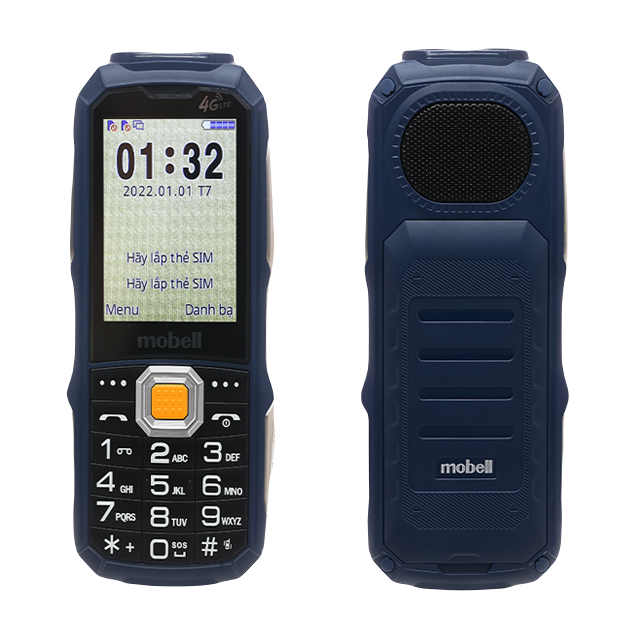 4G LTE
01:32
2022.01.01 T7
Hãy lắp thẻ SIM
Hãy lắp thẻ SIM
Menu Danh bạ
mobell
1 2 ABC 3 DEF
4 GHI 5 JKL 6 MNO
7 PQRS 8 TUV 9 WXYZ
* + 0 SOS #
mobell